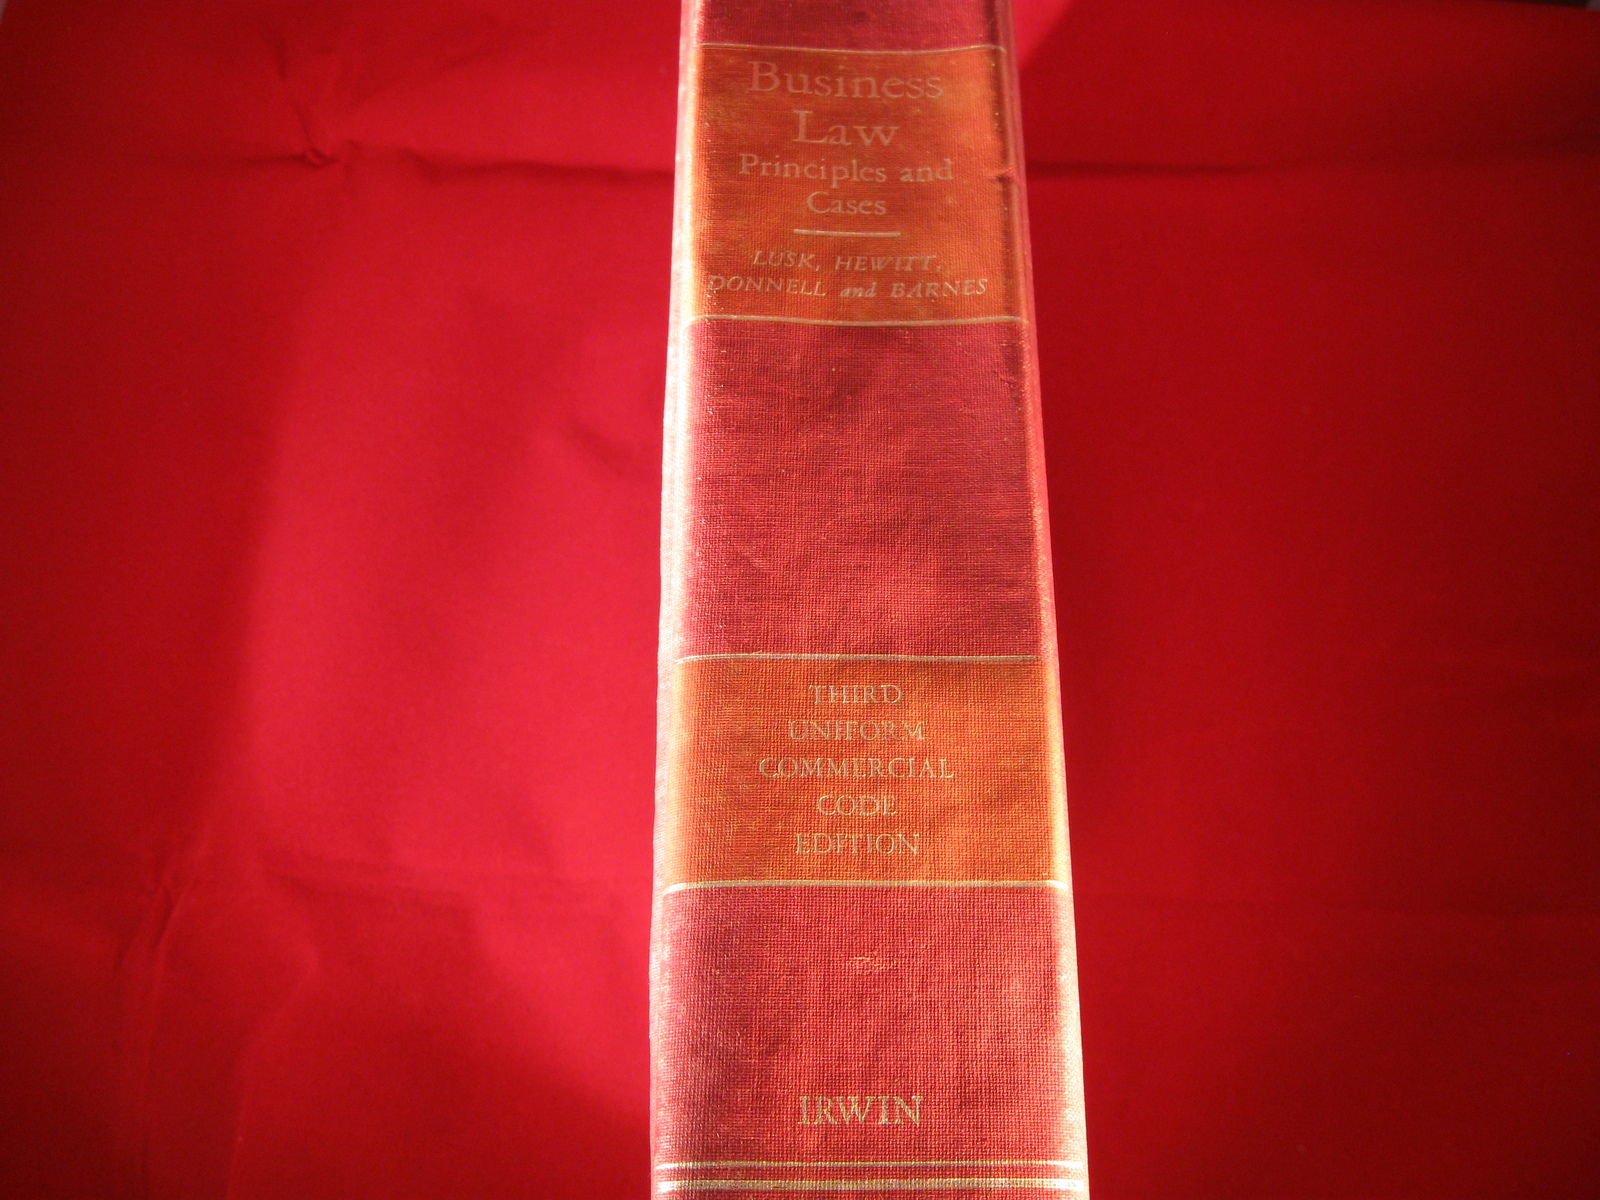 Business
Law
Principles and
Cases
LUSK, HEWITT,
DONNELL and BARNES
THIRD
UNIFORM
COMMERCIAL
CODE
EDITION
IRWIN